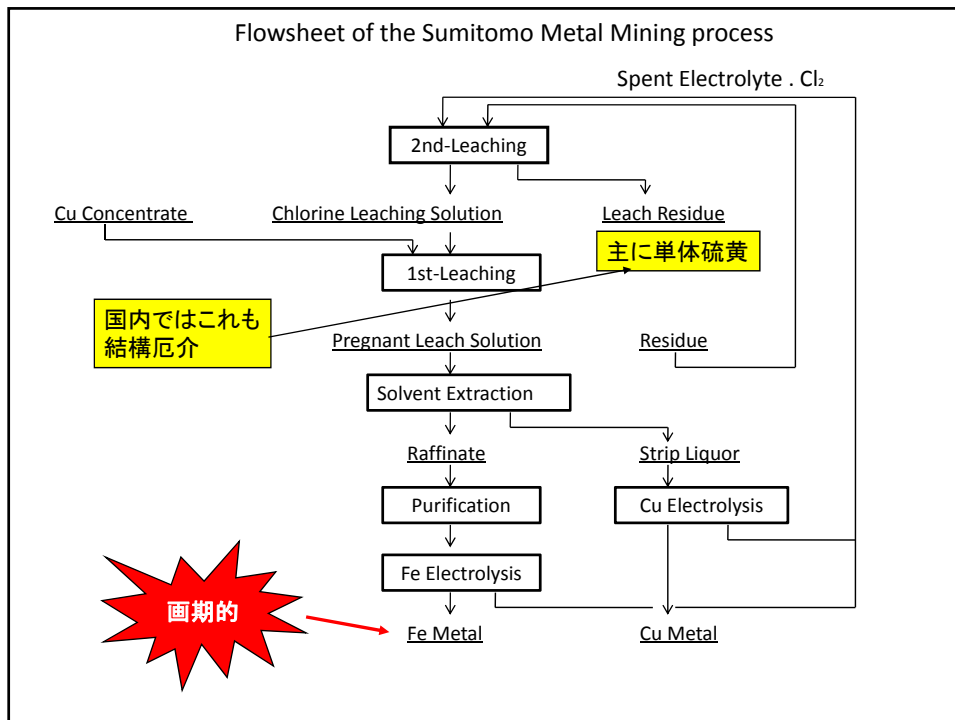 Flowsheet of the Sumitomo Metal Mining process
Spent Electrolyte . Cl₂
2nd-Leaching
Cu Concentrate
Chlorine Leaching Solution
Leach Residue
主に単体硫黄
1st-Leaching
国内ではこれも
結構厄介
Pregnant Leach Solution
Residue
Solvent Extraction
Raffinate
Strip Liquor
Purification
Cu Electrolysis
Fe Electrolysis
画期的
Fe Metal
Cu Metal